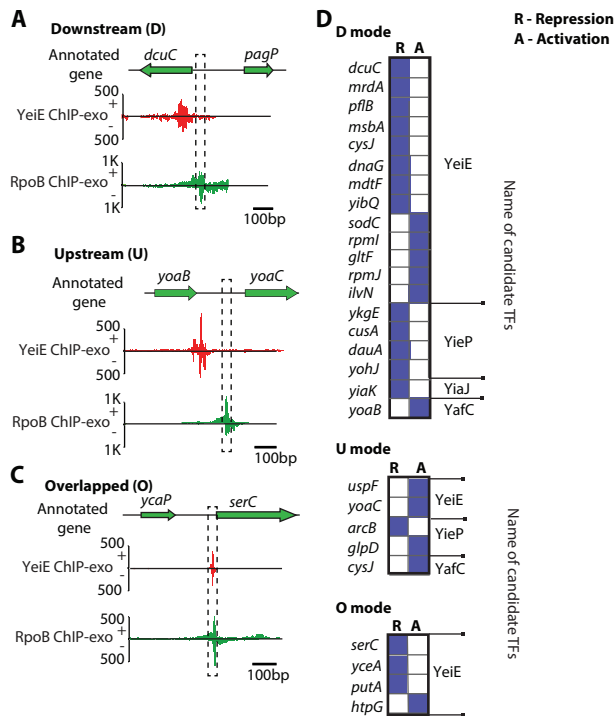 A
Downstream (D)
Annotated gene
dcuC
pagP
500
+
YeiE ChIP-exo
-
500
1K
+
RpoB ChIP-exo
-
1K
100bp
B
Upstream (U)
Annotated gene
yoaB
yoaC
500
+
YeiE ChIP-exo
-
500
1K
+
RpoB ChIP-exo
-
1K
100bp
C
Overlapped (O)
Annotated gene
ycaP
serC
500
+
YeiE ChIP-exo
-
500
500
+
RpoB ChIP-exo
-
500
100bp
D
R - Repression
A - Activation
D mode
R A
dcuC
mrdA
pflB
msbA
cysJ
dnaG
mdtF
yibQ
sodC
rpmI
gltF
rpmJ
ilvN
ykgE
cusA
dauA
yohJ
yiaK
yoaB
YeiE
YieP
YiaJ
YafC
Name of candidate TFs
U mode
R A
uspF
yoaC
arcB
glpD
cysJ
YeiE
YieP
YafC
Name of candidate TFs
O mode
R A
serC
yceA
putA
htpG
YeiE